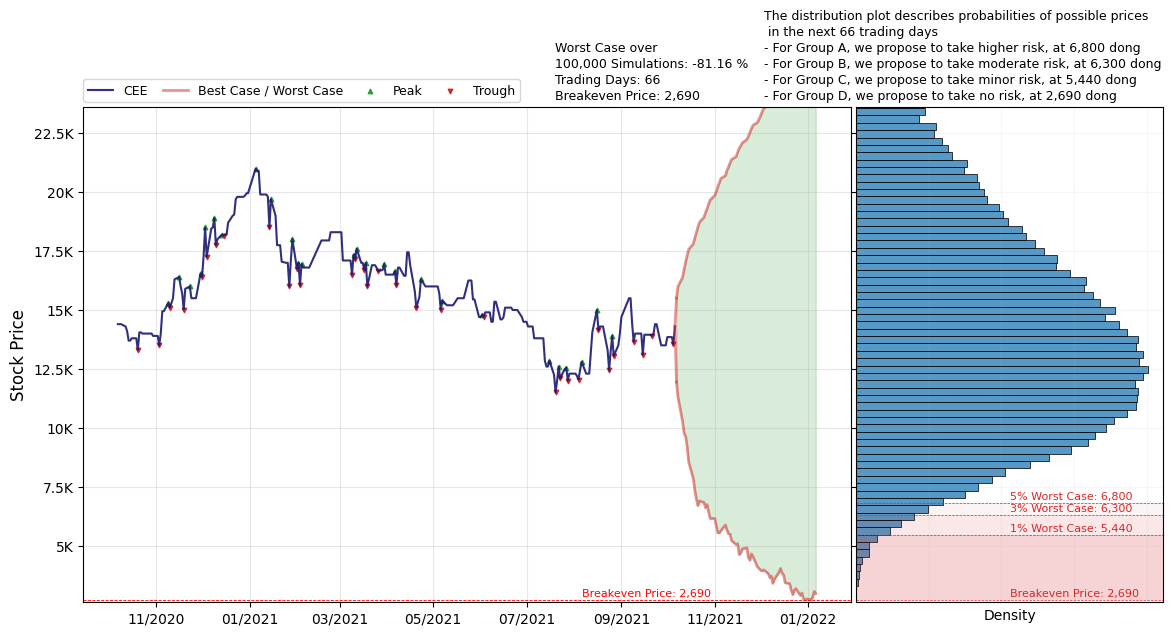 The distribution plot describes probabilities of possible prices
in the next 66 trading days
- For Group A, we propose to take higher risk, at 6,800 dong
- For Group B, we propose to take moderate risk, at 6,300 dong
- For Group C, we propose to take minor risk, at 5,440 dong
- For Group D, we propose to take no risk, at 2,690 dong
Worst Case over
100,000 Simulations: -81.16 %
Trading Days: 66
Breakeven Price: 2,690
CEE
Best Case / Worst Case
Peak
Trough
Stock Price
22.5K
20K
17.5K
15K
12.5K
10K
7.5K
5K
Breakeven Price: 2,690
11/2020
01/2021
03/2021
05/2021
07/2021
09/2021
11/2021
01/2022
5% Worst Case: 6,800
3% Worst Case: 6,300
1% Worst Case: 5,440
Breakeven Price: 2,690
Density